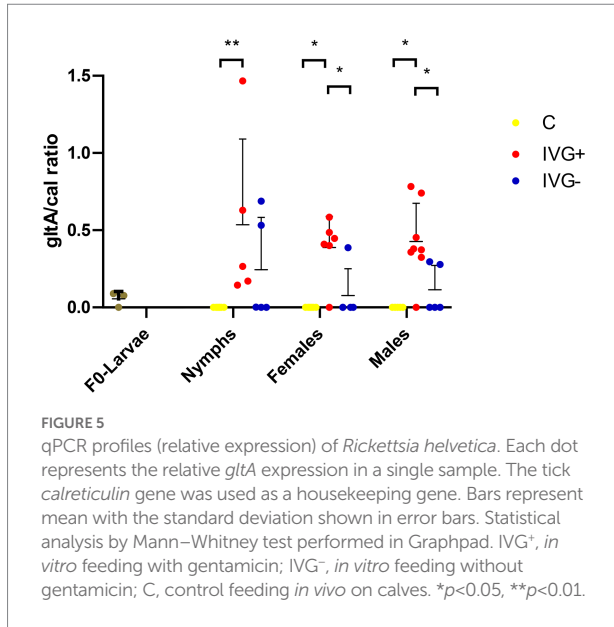 ** * * * *
1.5
1.0
0.5
0.0
gltA/cal ratio
C
IVG+
IVG-
F0-Larvae
Nymphs
Females
Males
FIGURE 5
qPCR profiles (relative expression) of Rickettsia helvetica. Each dot
represents the relative gltA expression in a single sample. The tick
calreticulin gene was used as a housekeeping gene. Bars represent
mean with the standard deviation shown in error bars. Statistical
analysis by Mann–Whitney test performed in Graphpad. IVG⁺, in
vitro feeding with gentamicin; IVG⁻, in vitro feeding without
gentamicin; C, control feeding in vivo on calves. *p<0.05, **p<0.01.